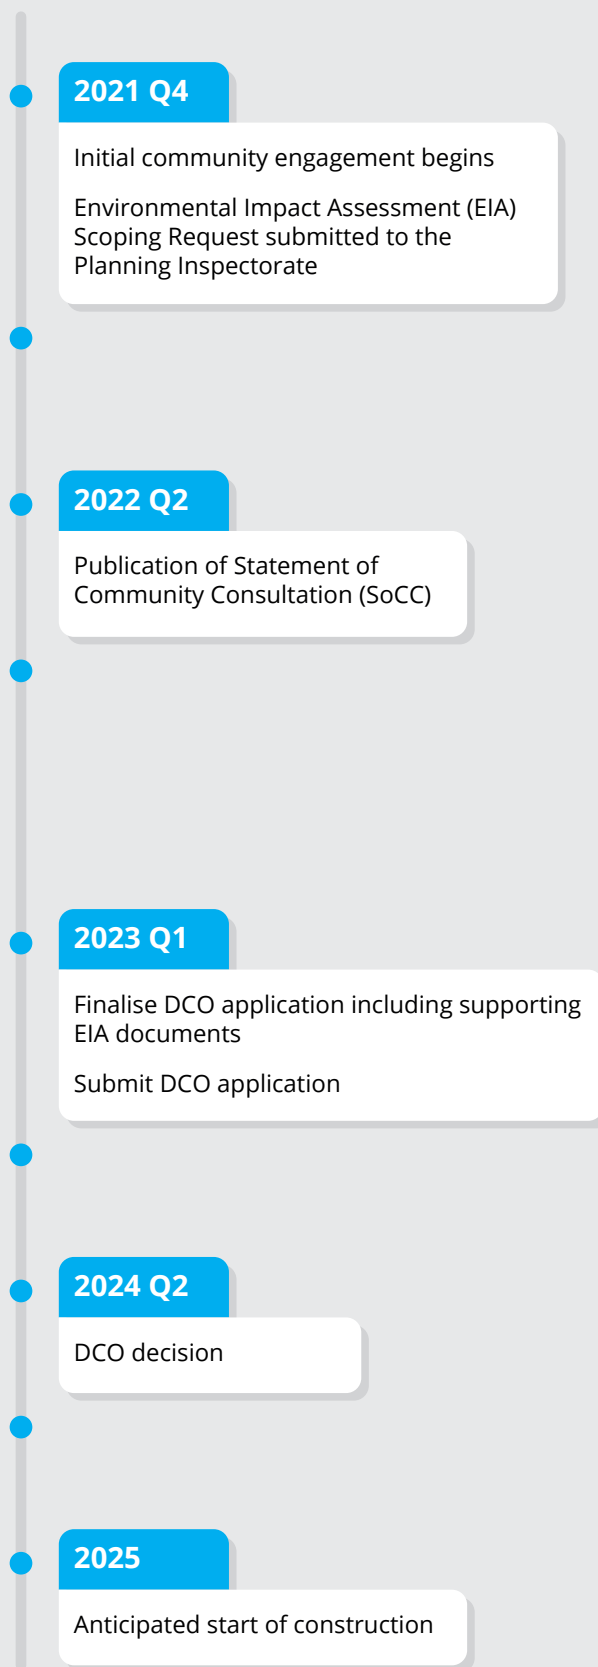 2021 Q4
Initial community engagement begins
Environmental Impact Assessment (EIA)
Scoping Request submitted to the
Planning Inspectorate
2022 Q2
Publication of Statement of
Community Consultation (SoCC)
2023 Q1
Finalise DCO application including supporting
EIA documents
Submit DCO application
2024 Q2
DCO decision
2025
Anticipated start of construction